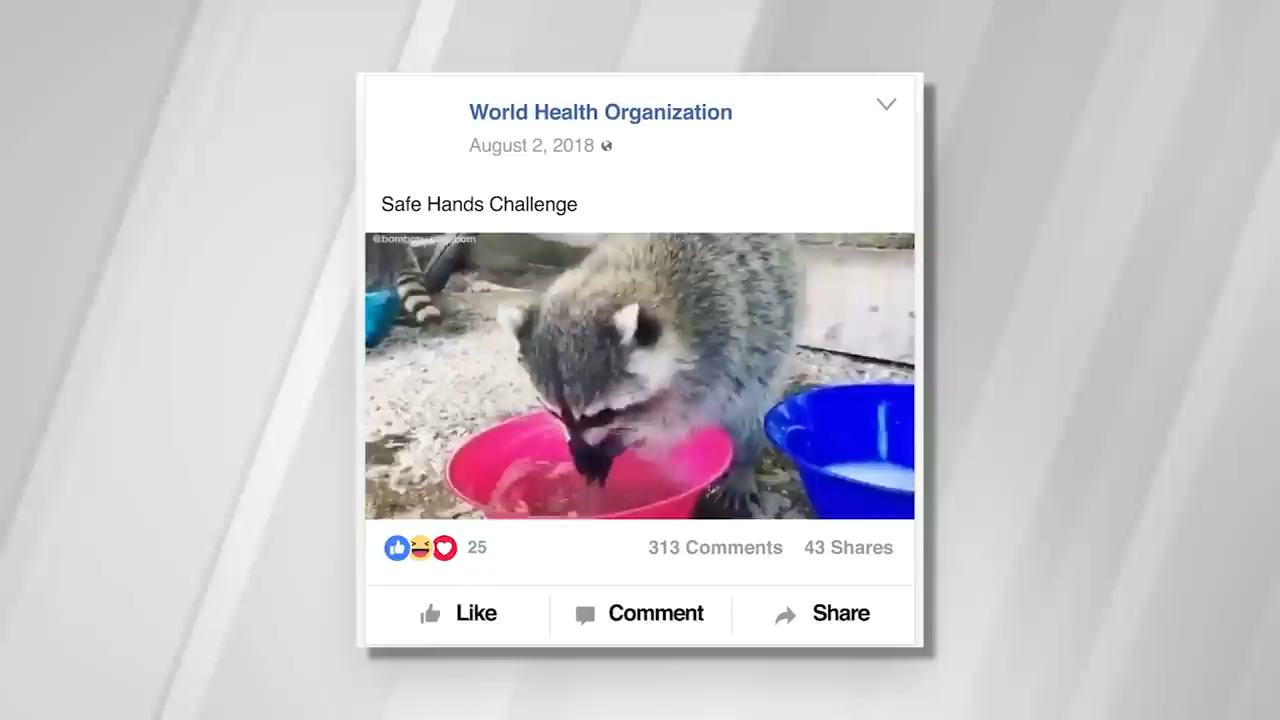 World Health Organization
August 2, 2018
Safe Hands Challenge
25
313 Comments
43 Shares
Like
Comment
Share